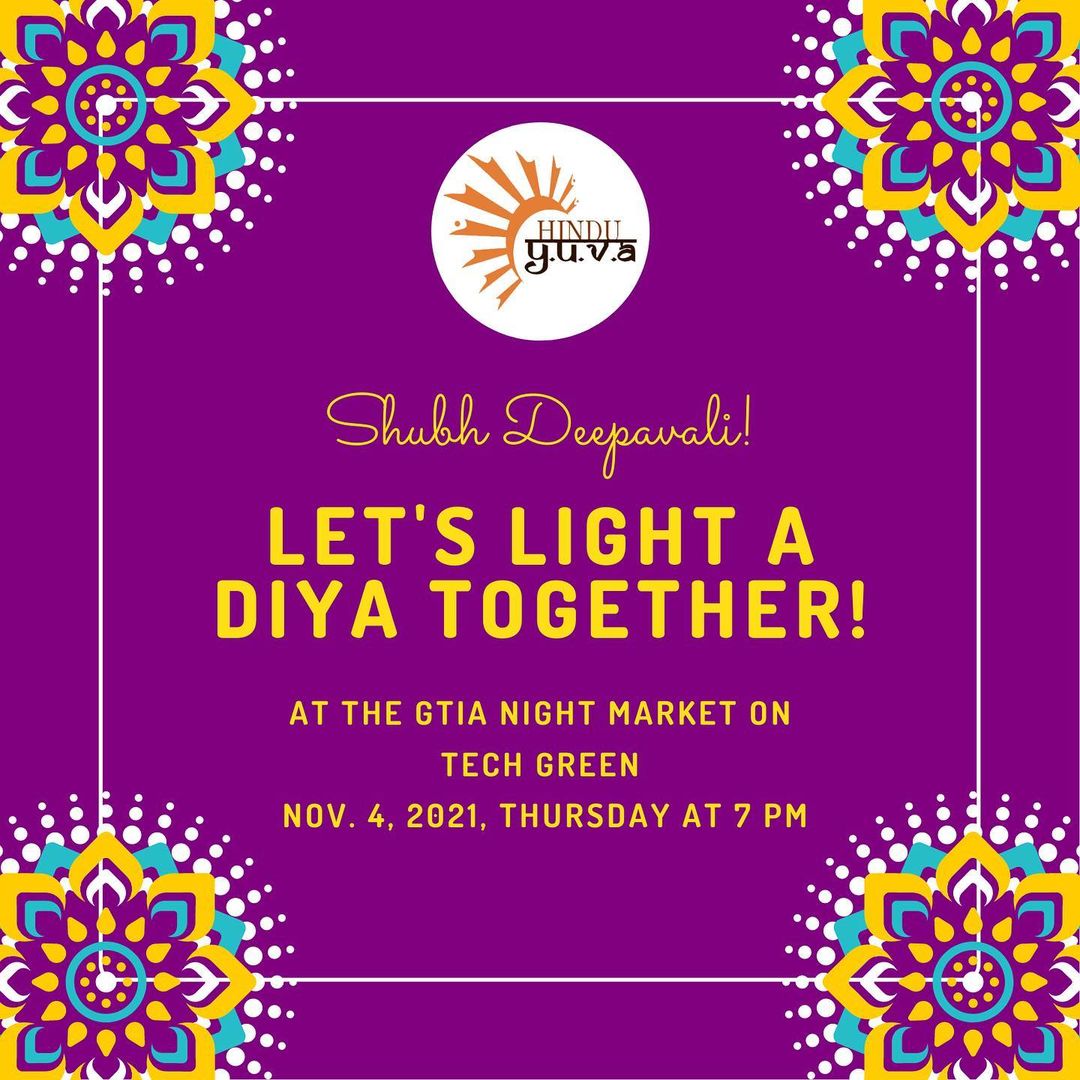 HINDU
y.u.v.a
Shubh Deepavali!
LET'S LIGHT A
DIYA TOGETHER!
AT THE GTIA NIGHT MARKET ON
TECH GREEN
NOV. 4, 2021, THURSDAY AT 7 PM